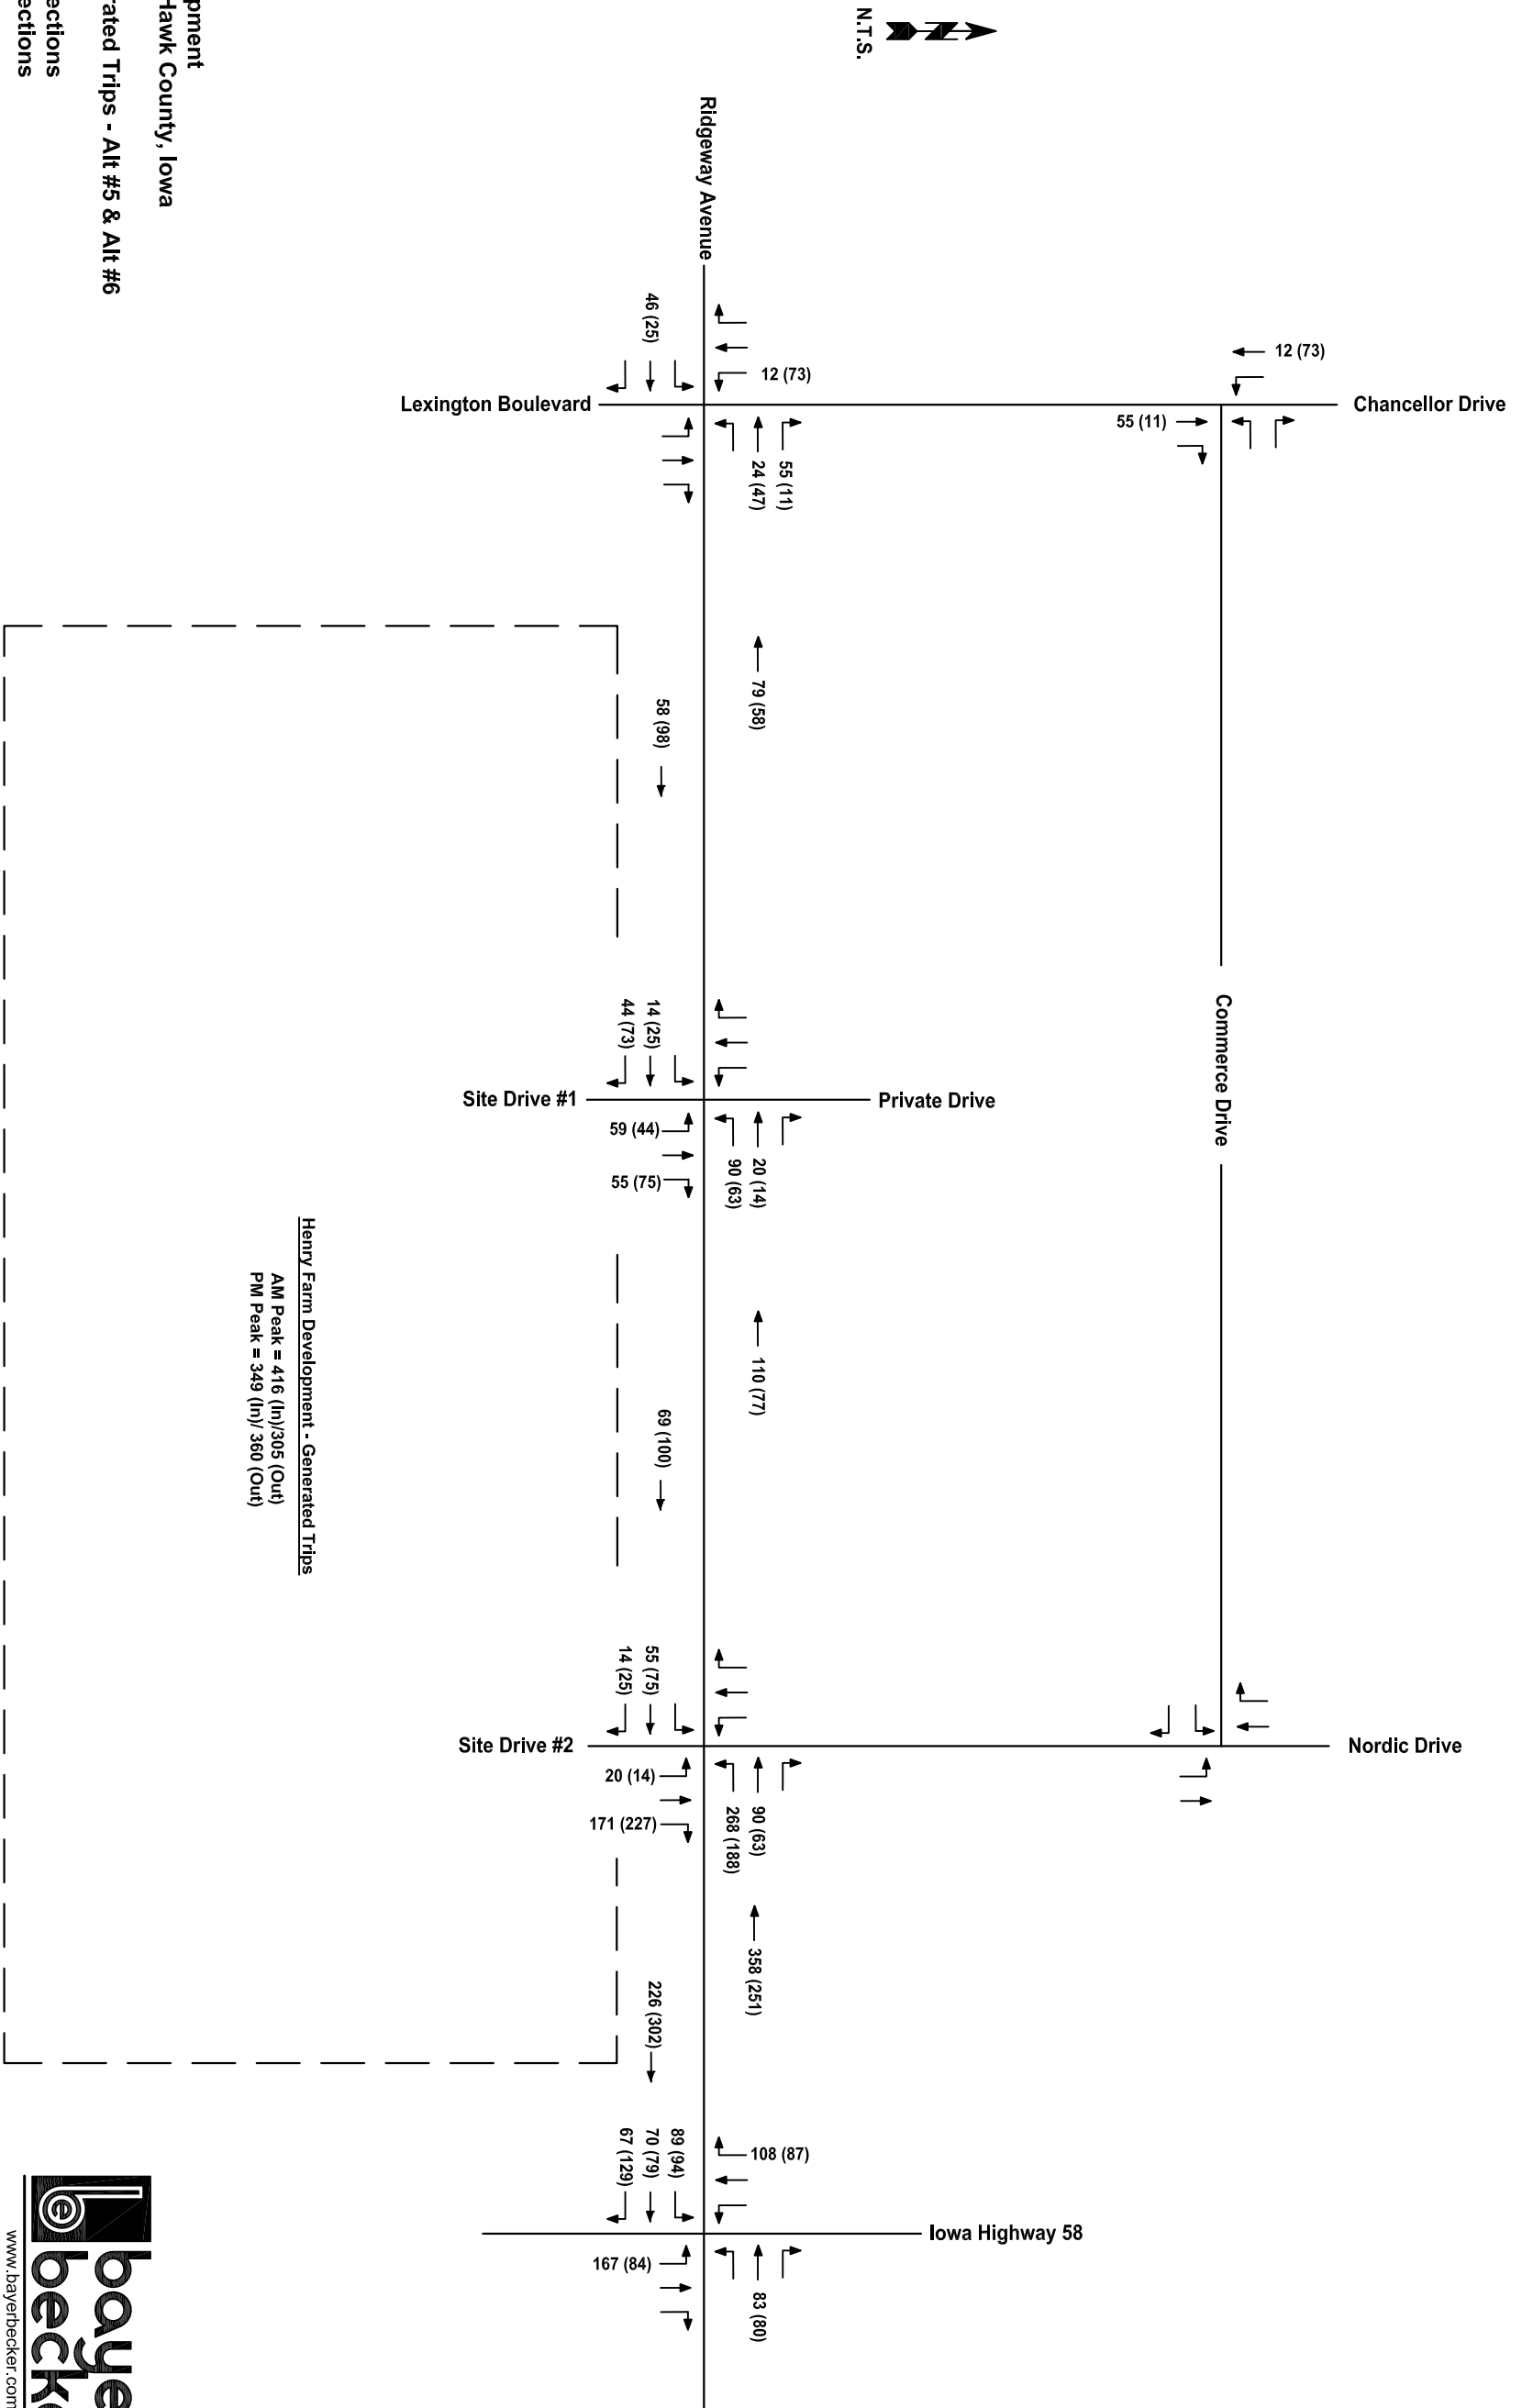 N.T.S.
Ridgeway Avenue
Lexington Boulevard
Chancellor Drive
46 (25)
12 (73)
12 (73)
55 (11)
55 (11)
24 (47)
79 (58)
58 (98)
14 (25)
44 (73)
Site Drive #1
Private Drive
59 (44)
55 (75)
20 (14)
90 (63)
Commerce Drive
110 (77)
69 (100)
Henry Farm Development - Generated Trips
AM Peak = 416 (In)/305 (Out)
PM Peak = 349 (In)/ 360 (Out)
55 (75)
14 (25)
Site Drive #2
Nordic Drive
20 (14)
171 (227)
90 (63)
268 (188)
358 (251)
226 (302)
89 (94)
70 (79)
67 (129)
108 (87)
Iowa Highway 58
167 (84)
83 (80)
pment
Hawk County, Iowa
rated Trips - Alt #5 & Alt #6
ections
ections
be
baye
becke
www.bayerbecker.com